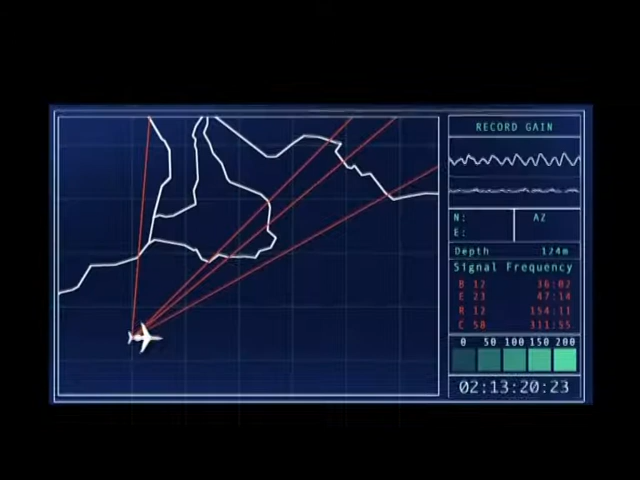 RECORD GAIN
N:
AZ
E:
Depth 124m
Signal Frequency
B 12 36:02
E 23 47:14
R 12 154:11
C 58 311:55
0 50 100 150 200
02:13:20:23